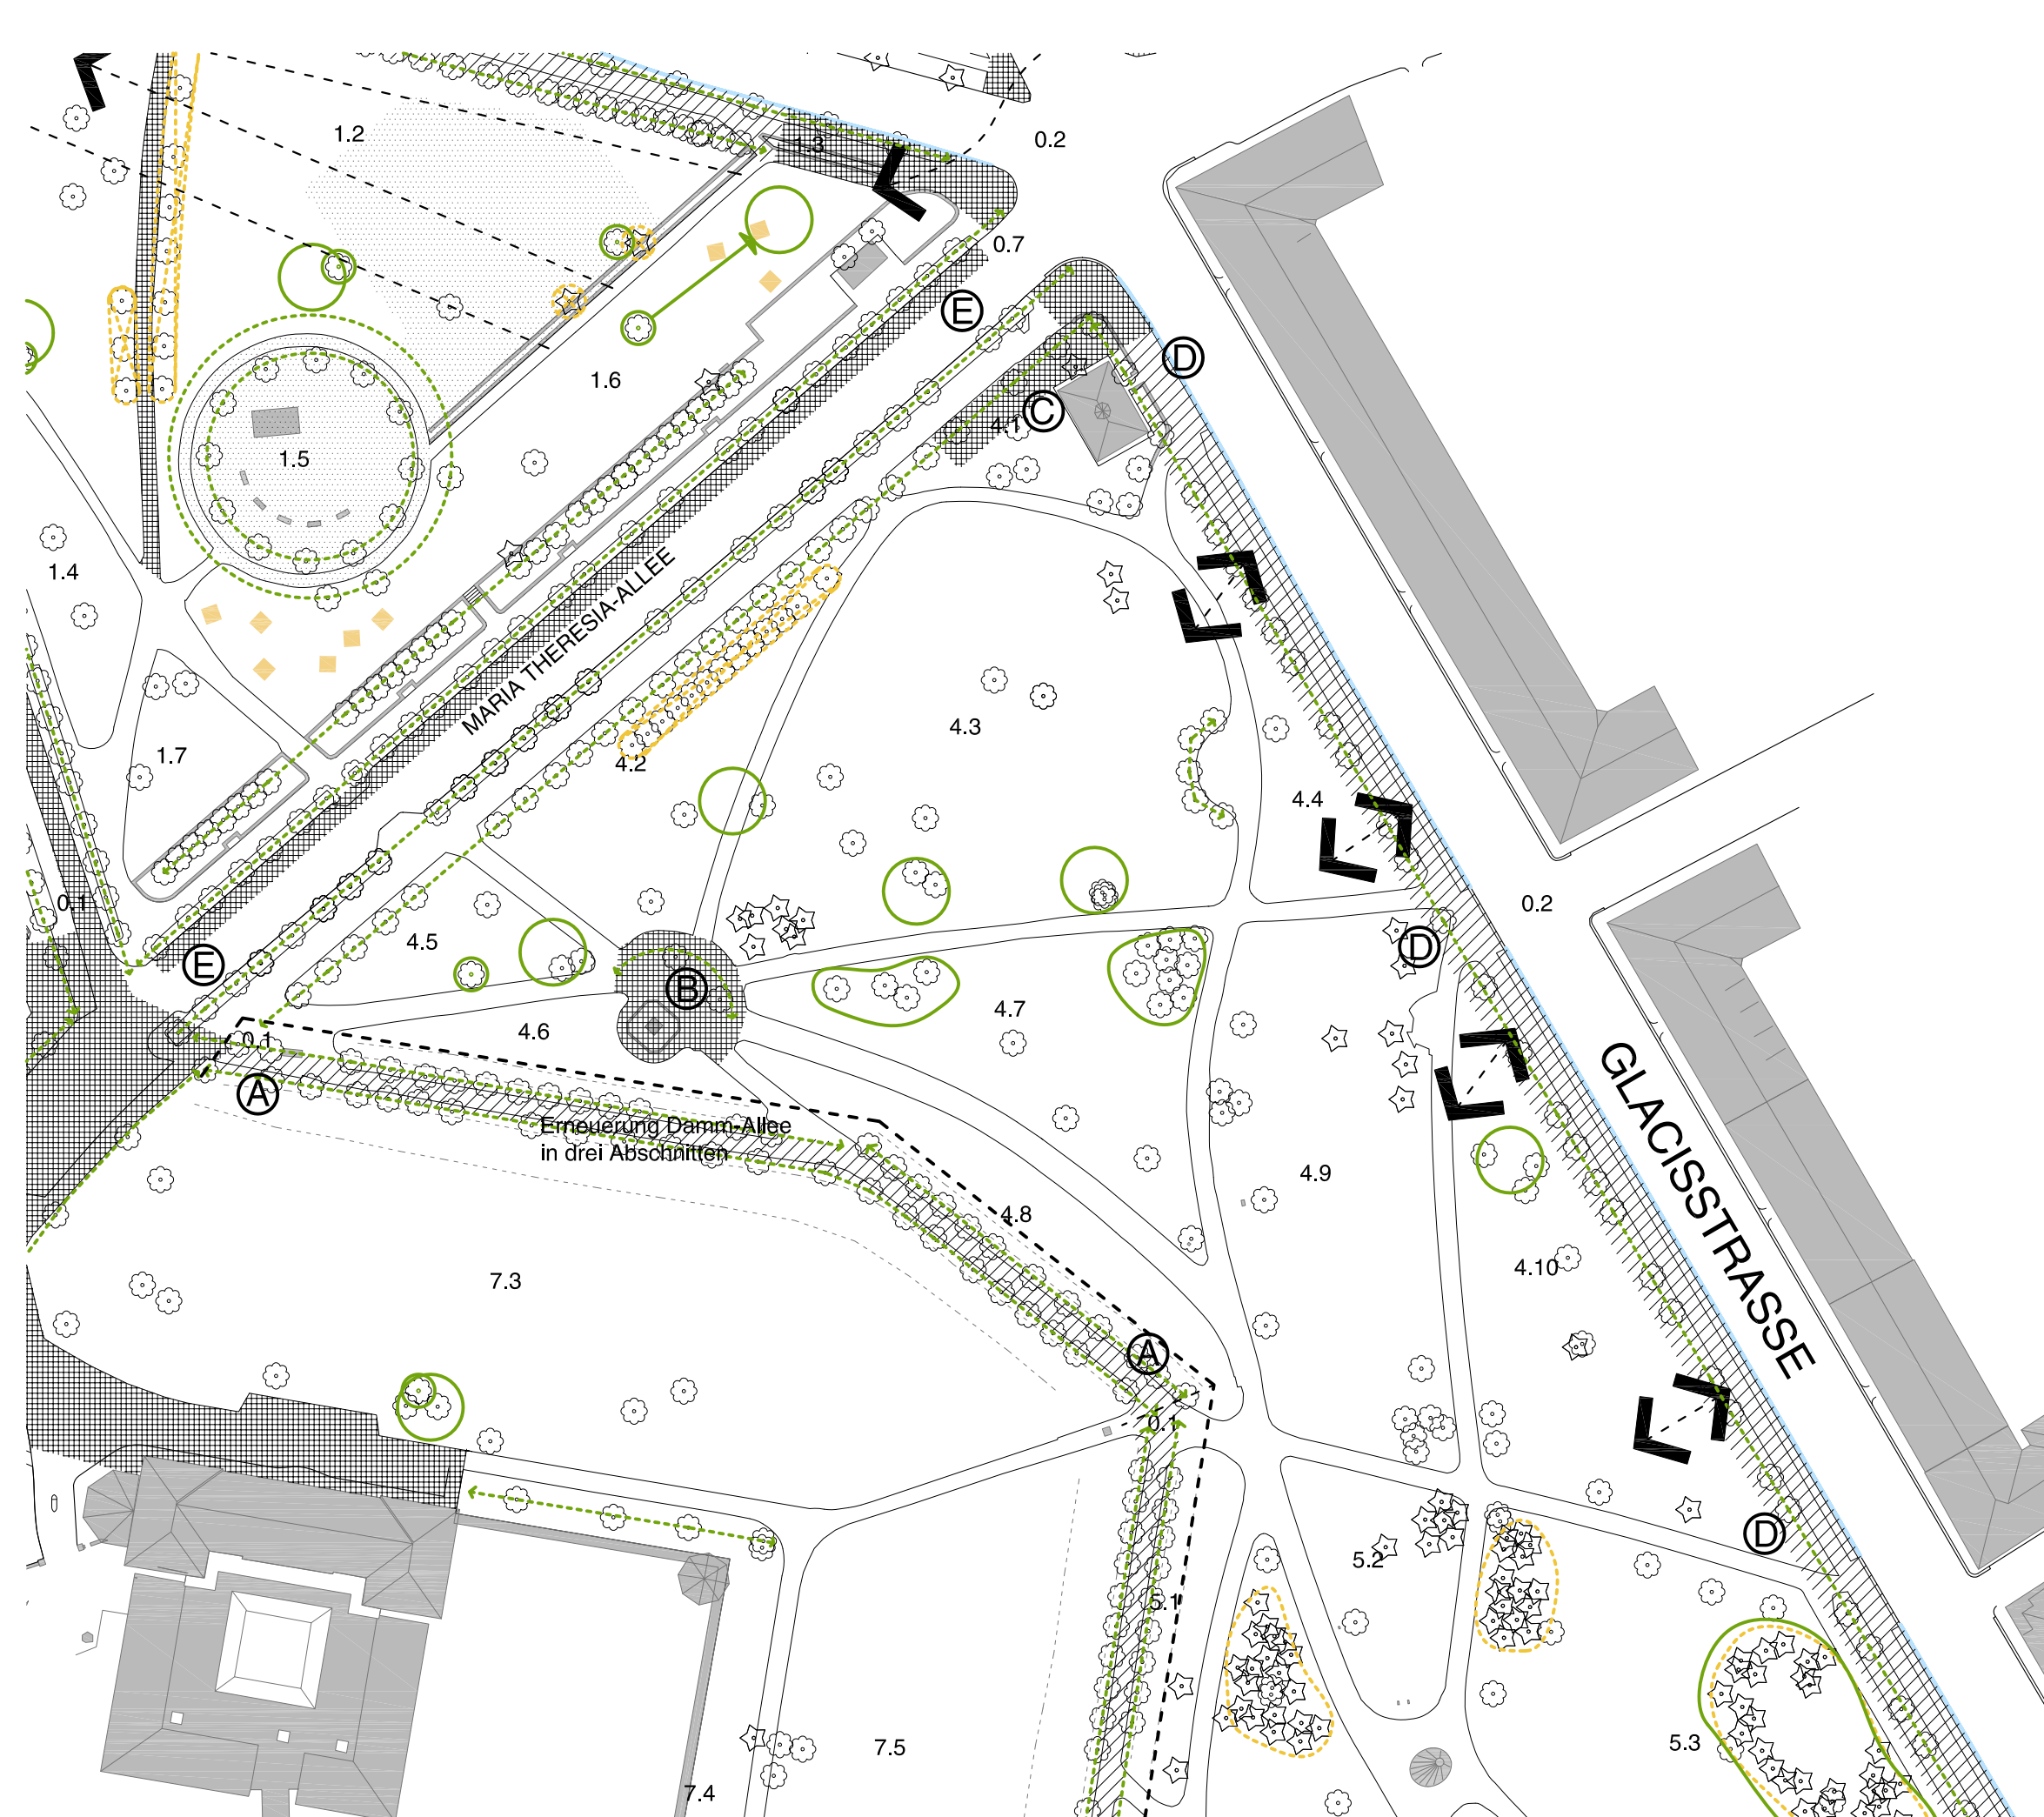 1.2
1.3
0.2
0.7
E
D
1.6
C
4.1
1.5
1.4
MARIA THERESIA-ALLEE
4.3
1.7
4.2
4.4
0.1
0.2
4.5
E
D
B
4.7
4.6
0.1
A
GLACISSTRASSE
Erneuerung Damm-Allee
in drei Abschnitten
4.9
4.8
4.10
7.3
A
0.1
D
5.2
5.1
5.3
7.5
7.4